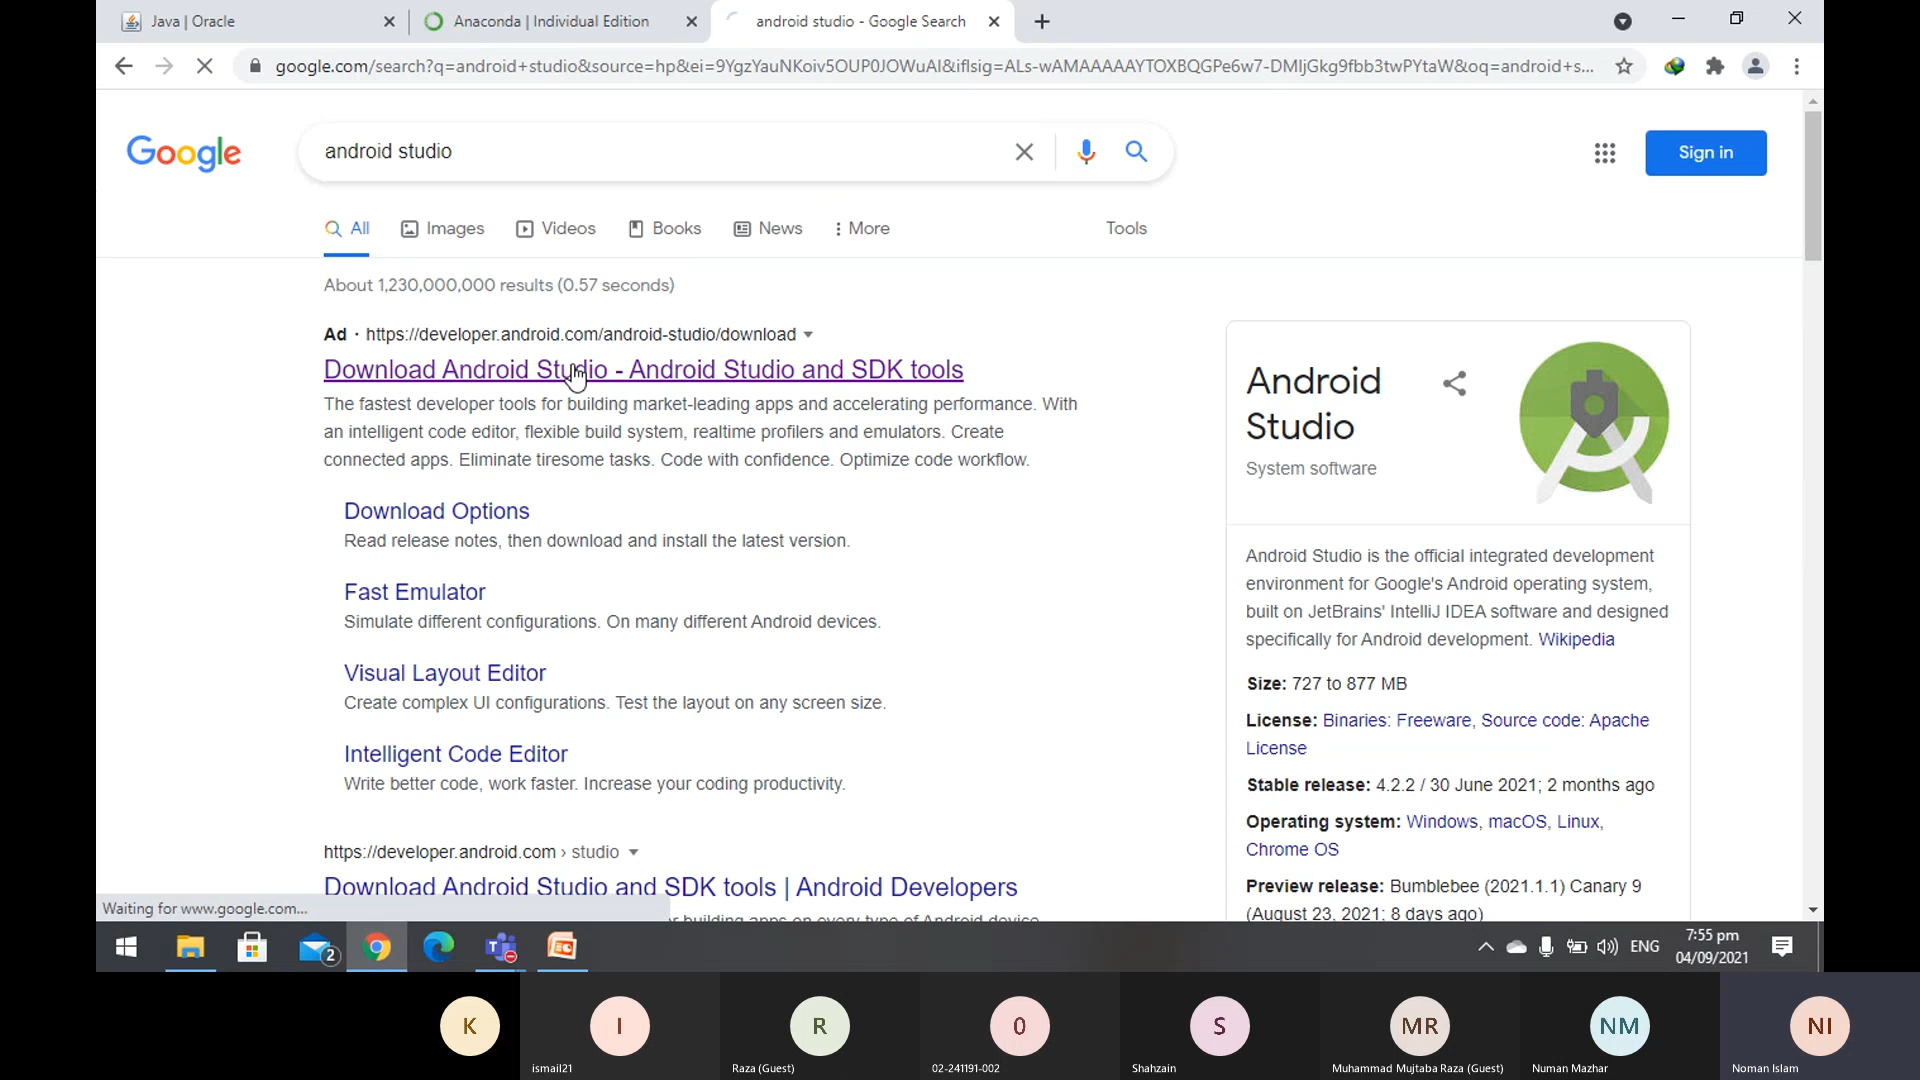 Java | Oracle
Anaconda | Individual Edition
android studio - Google Search
google.com/search?q=android+studio&source=hp&ei=9YgzYauNKoiv5OUP0JOWuAI&iflsig=ALs-wAMAAAAAYTOXBQGPe6w7-DMIjGkg9fbb3twPYtaW&oq=android+s...
Google
android studio
Sign in
All
Images
Videos
Books
News
More
Tools
About 1,230,000,000 results (0.57 seconds)
Ad · https://developer.android.com/android-studio/download
Download Android Studio - Android Studio and SDK tools
The fastest developer tools for building market-leading apps and accelerating performance. With
an intelligent code editor, flexible build system, realtime profilers and emulators. Create
connected apps. Eliminate tiresome tasks. Code with confidence. Optimize code workflow.
Download Options
Read release notes, then download and install the latest version.
Fast Emulator
Simulate different configurations. On many different Android devices.
Visual Layout Editor
Create complex UI configurations. Test the layout on any screen size.
Intelligent Code Editor
Write better code, work faster. Increase your coding productivity.
https://developer.android.com › studio
Download Android Studio and SDK tools | Android Developers
building apps on every type of Android device
Android
Studio
System software
Android Studio is the official integrated development
environment for Google's Android operating system,
built on JetBrains' IntelliJ IDEA software and designed
specifically for Android development. Wikipedia
Size: 727 to 877 MB
License: Binaries: Freeware, Source code: Apache
License
Stable release: 4.2.2 / 30 June 2021; 2 months ago
Operating system: Windows, macOS, Linux,
Chrome OS
Preview release: Bumblebee (2021.1.1) Canary 9
(August 23, 2021; 8 days ago)
Waiting for www.google.com...
2
ENG
7:55 pm
04/09/2021
K
I
R
0
S
MR
NM
NI
ismail21
Raza (Guest)
02-241191-002
Shahzain
Muhammad Mujtaba Raza (Guest)
Numan Mazhar
Noman Islam